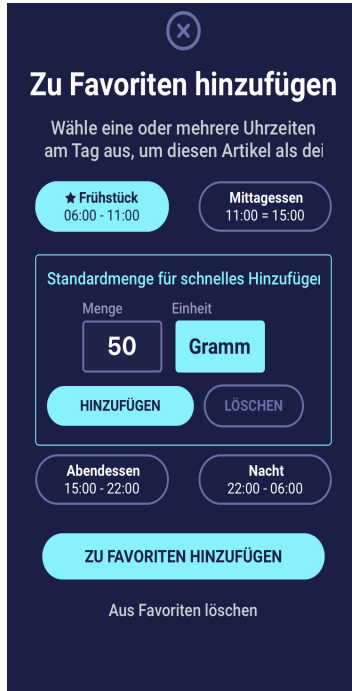 Zu Favoriten hinzufügen
Wähle eine oder mehrere Uhrzeiten
am Tag aus, um diesen Artikel als dei
Frühstück
06:00 - 11:00
Mittagessen
11:00 = 15:00
Standardmenge für schnelles Hinzufüger
Menge Einheit
50 Gramm
HINZUFÜGEN LÖSCHEN
Abendessen
15:00 - 22:00
Nacht
22:00 - 06:00
ZU FAVORITEN HINZUFÜGEN
Aus Favoriten löschen